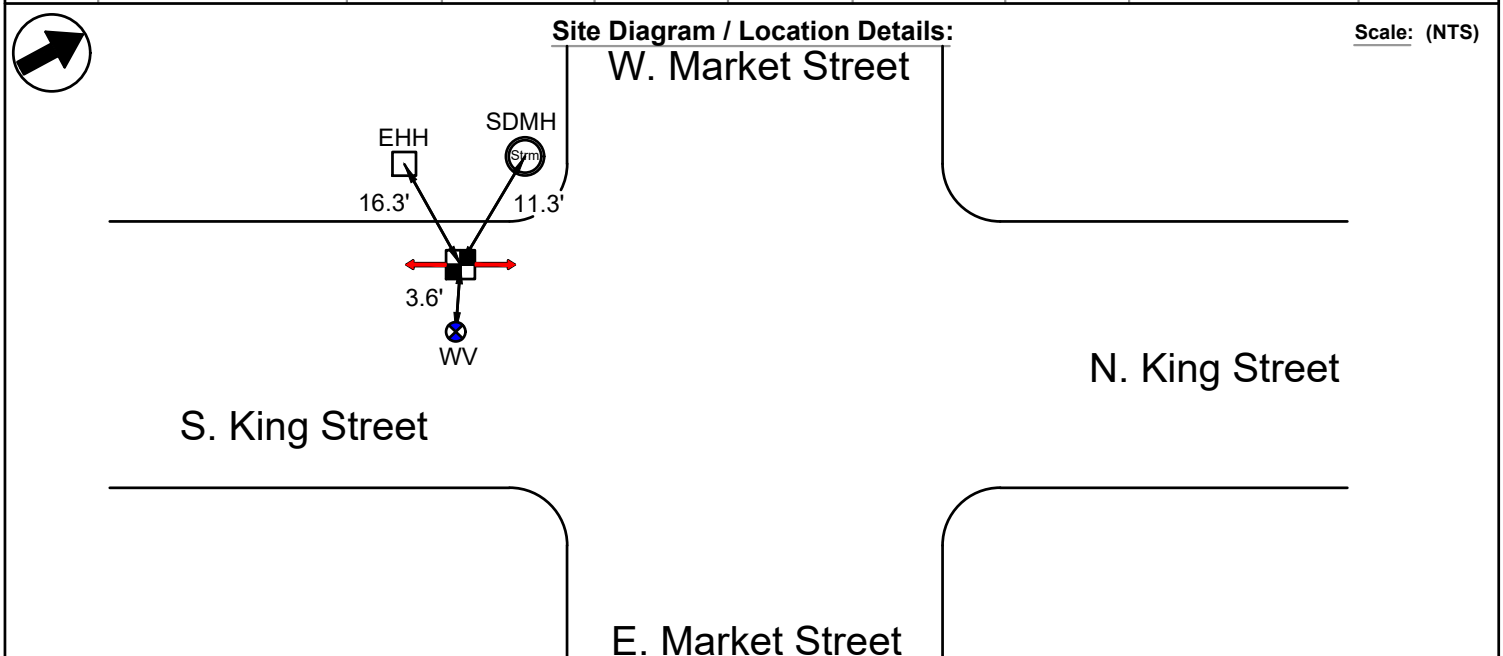 Site Diagram / Location Details:
Scale: (NTS)
W. Market Street
SDMH
EHH
Strm
16.3'
11.3'
3.6'
WV
N. King Street
S. King Street
E. Market Street